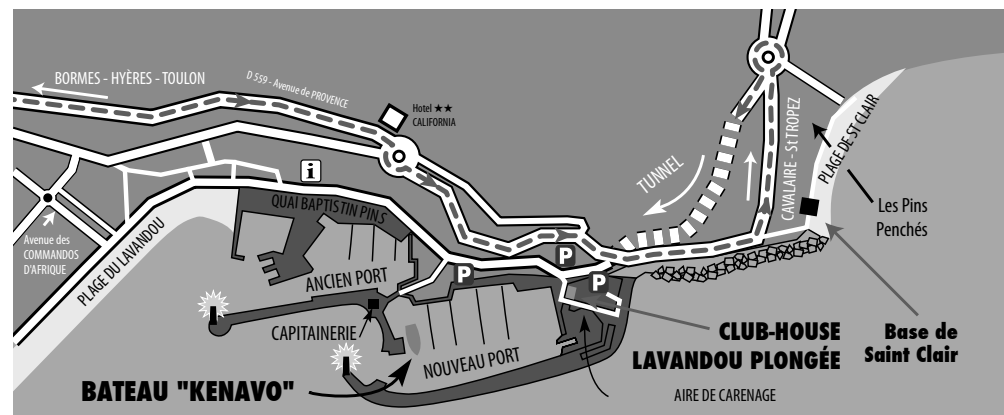 BORMES - HYÈRES - TOULON
D 559 - Avenue de PROVENCE
Hotel ★★
CALIFORNIA
i
QUAI BAPTISTIN PINS
Avenue des
COMMANDOS
D'AFRIQUE
PLAGE DU LAVANDOU
ANCIEN PORT
CAPITAINERIE
P
P
P
NOUVEAU PORT
BATEAU "KENAVO"
TUNNEL
CAVALAIRE - St TROPEZ
PLAGE DE ST CLAIR
Les Pins
Penchés
CLUB-HOUSE
LAVANDOU PLONGÉE
Base de
Saint Clair
AIRE DE CARENAGE